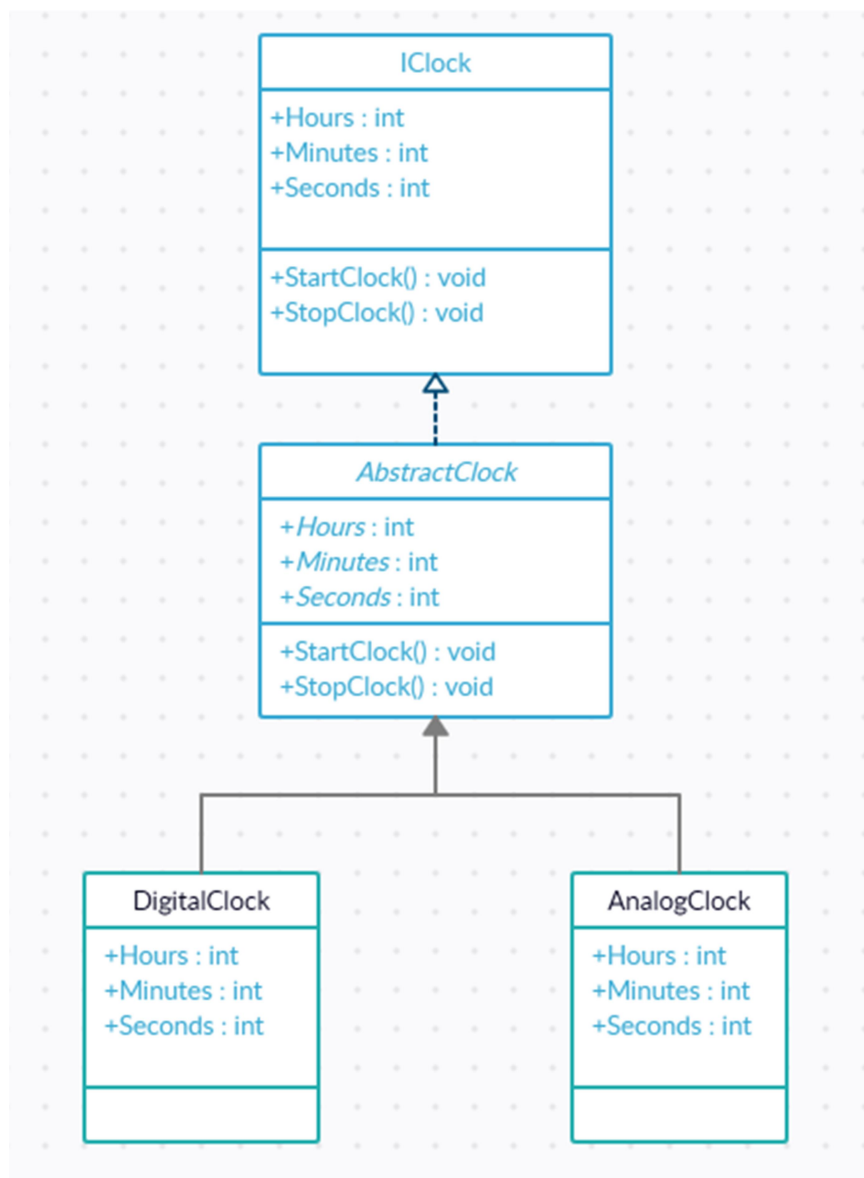 IClock
+Hours : int
+Minutes : int
+Seconds : int
+StartClock() : void
+StopClock() : void
AbstractClock
+Hours : int
+Minutes : int
+Seconds : int
+StartClock() : void
+StopClock() : void
DigitalClock
+Hours : int
+Minutes : int
+Seconds : int
AnalogClock
+Hours : int
+Minutes : int
+Seconds : int